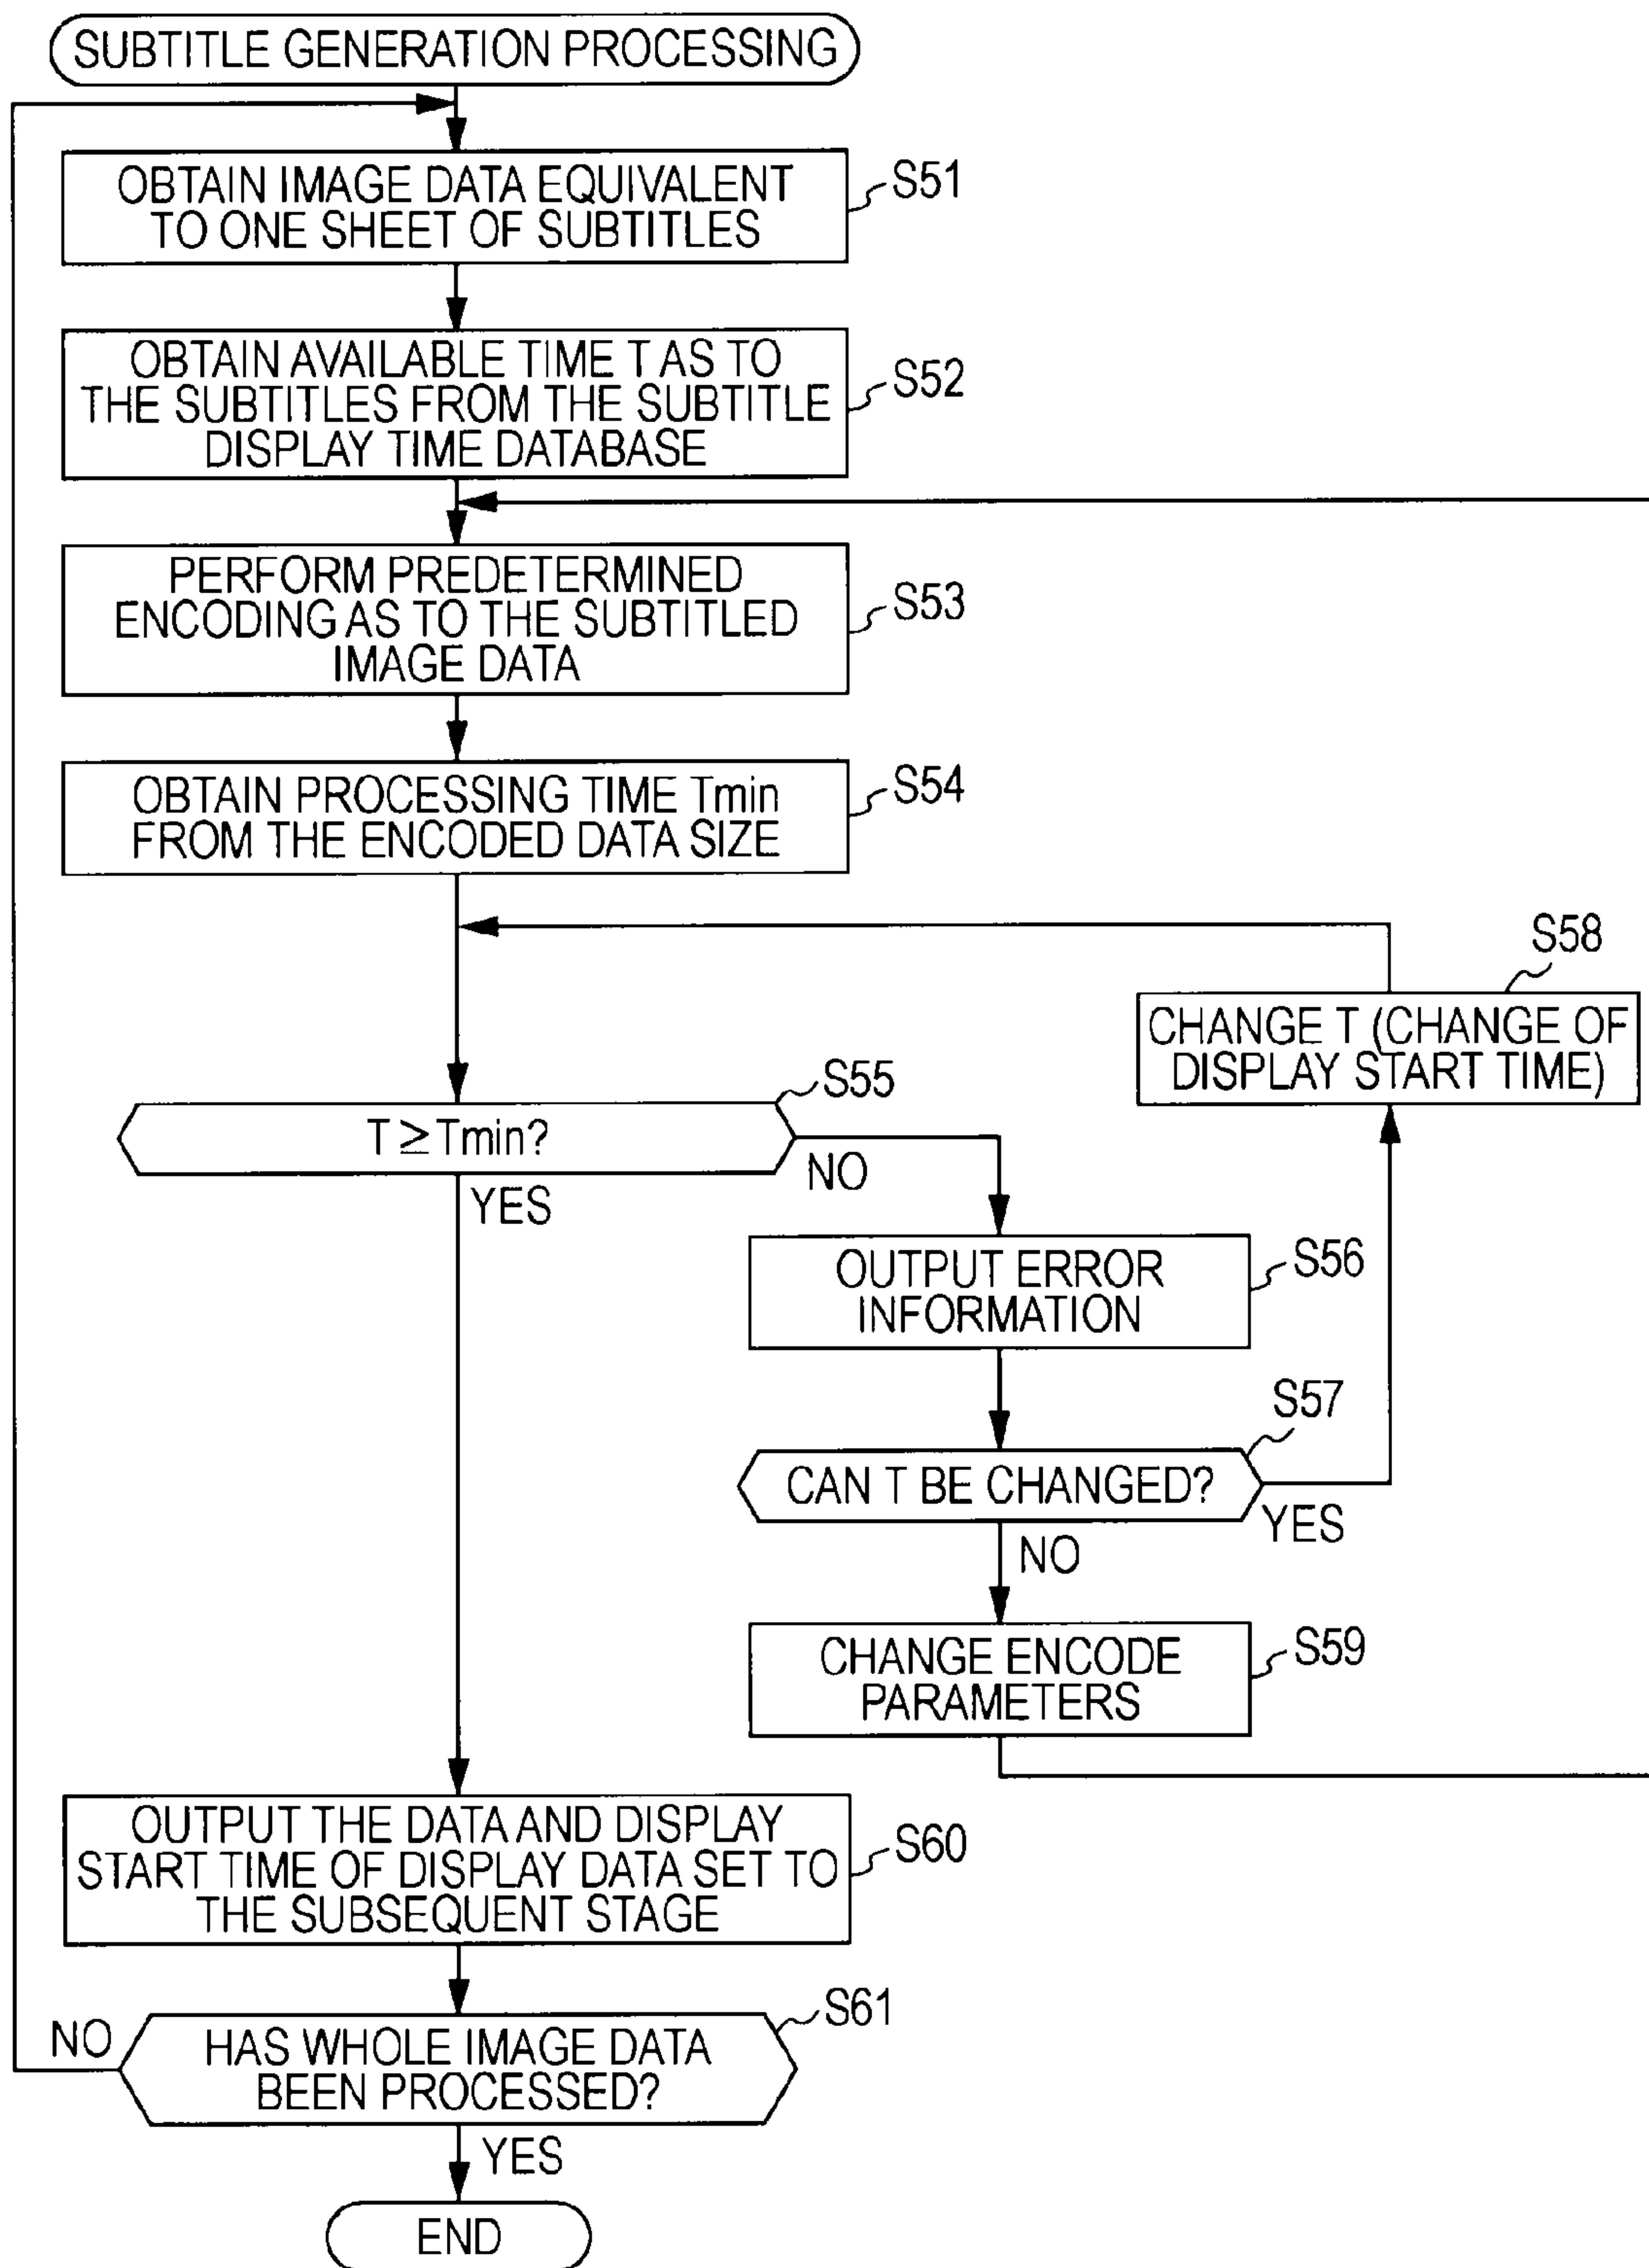 SUBTITLE GENERATION PROCESSING
OBTAIN IMAGE DATA EQUIVALENT
TO ONE SHEET OF SUBTITLES
S51
OBTAIN AVAILABLE TIME T AS TO
THE SUBTITLES FROM THE SUBTITLE
DISPLAY TIME DATABASE
S52
PERFORM PREDETERMINED
ENCODING AS TO THE SUBTITLED
IMAGE DATA
S53
OBTAIN PROCESSING TIME Tmin
FROM THE ENCODED DATA SIZE
S54
S58
CHANGE T (CHANGE OF
DISPLAY START TIME)
S55
T ≧ Tmin?
NO
YES
OUTPUT ERROR
INFORMATION
S56
S57
CAN T BE CHANGED?
YES
NO
CHANGE ENCODE
PARAMETERS
S59
OUTPUT THE DATA AND DISPLAY
START TIME OF DISPLAY DATA SET TO
THE SUBSEQUENT STAGE
S60
S61
NO
HAS WHOLE IMAGE DATA
BEEN PROCESSED?
YES
END